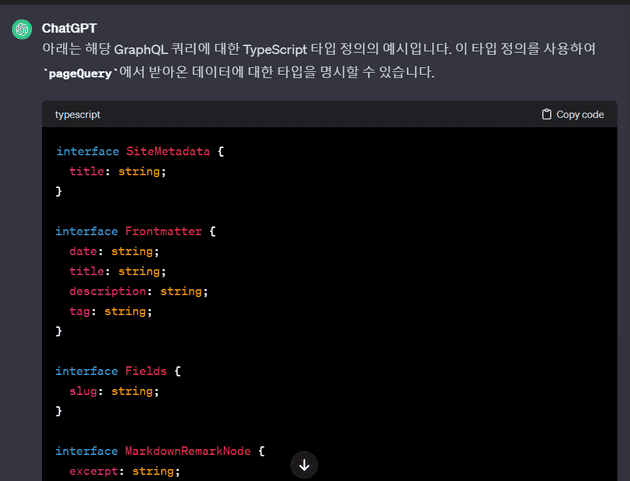 ChatGPT
아래는 해당 GraphQL 쿼리에 대한 TypeScript 타입 정의의 예시입니다. 이 타입 정의를 사용하여
`pageQuery`에서 받아온 데이터에 대한 타입을 명시할 수 있습니다.
typescript
Copy code
interface SiteMetadata {
  title: string;
}
interface Frontmatter {
  date: string;
  title: string;
  description: string;
  tag: string;
}
interface Fields {
  slug: string;
}
interface MarkdownRemarkNode {
  excerpt: string;